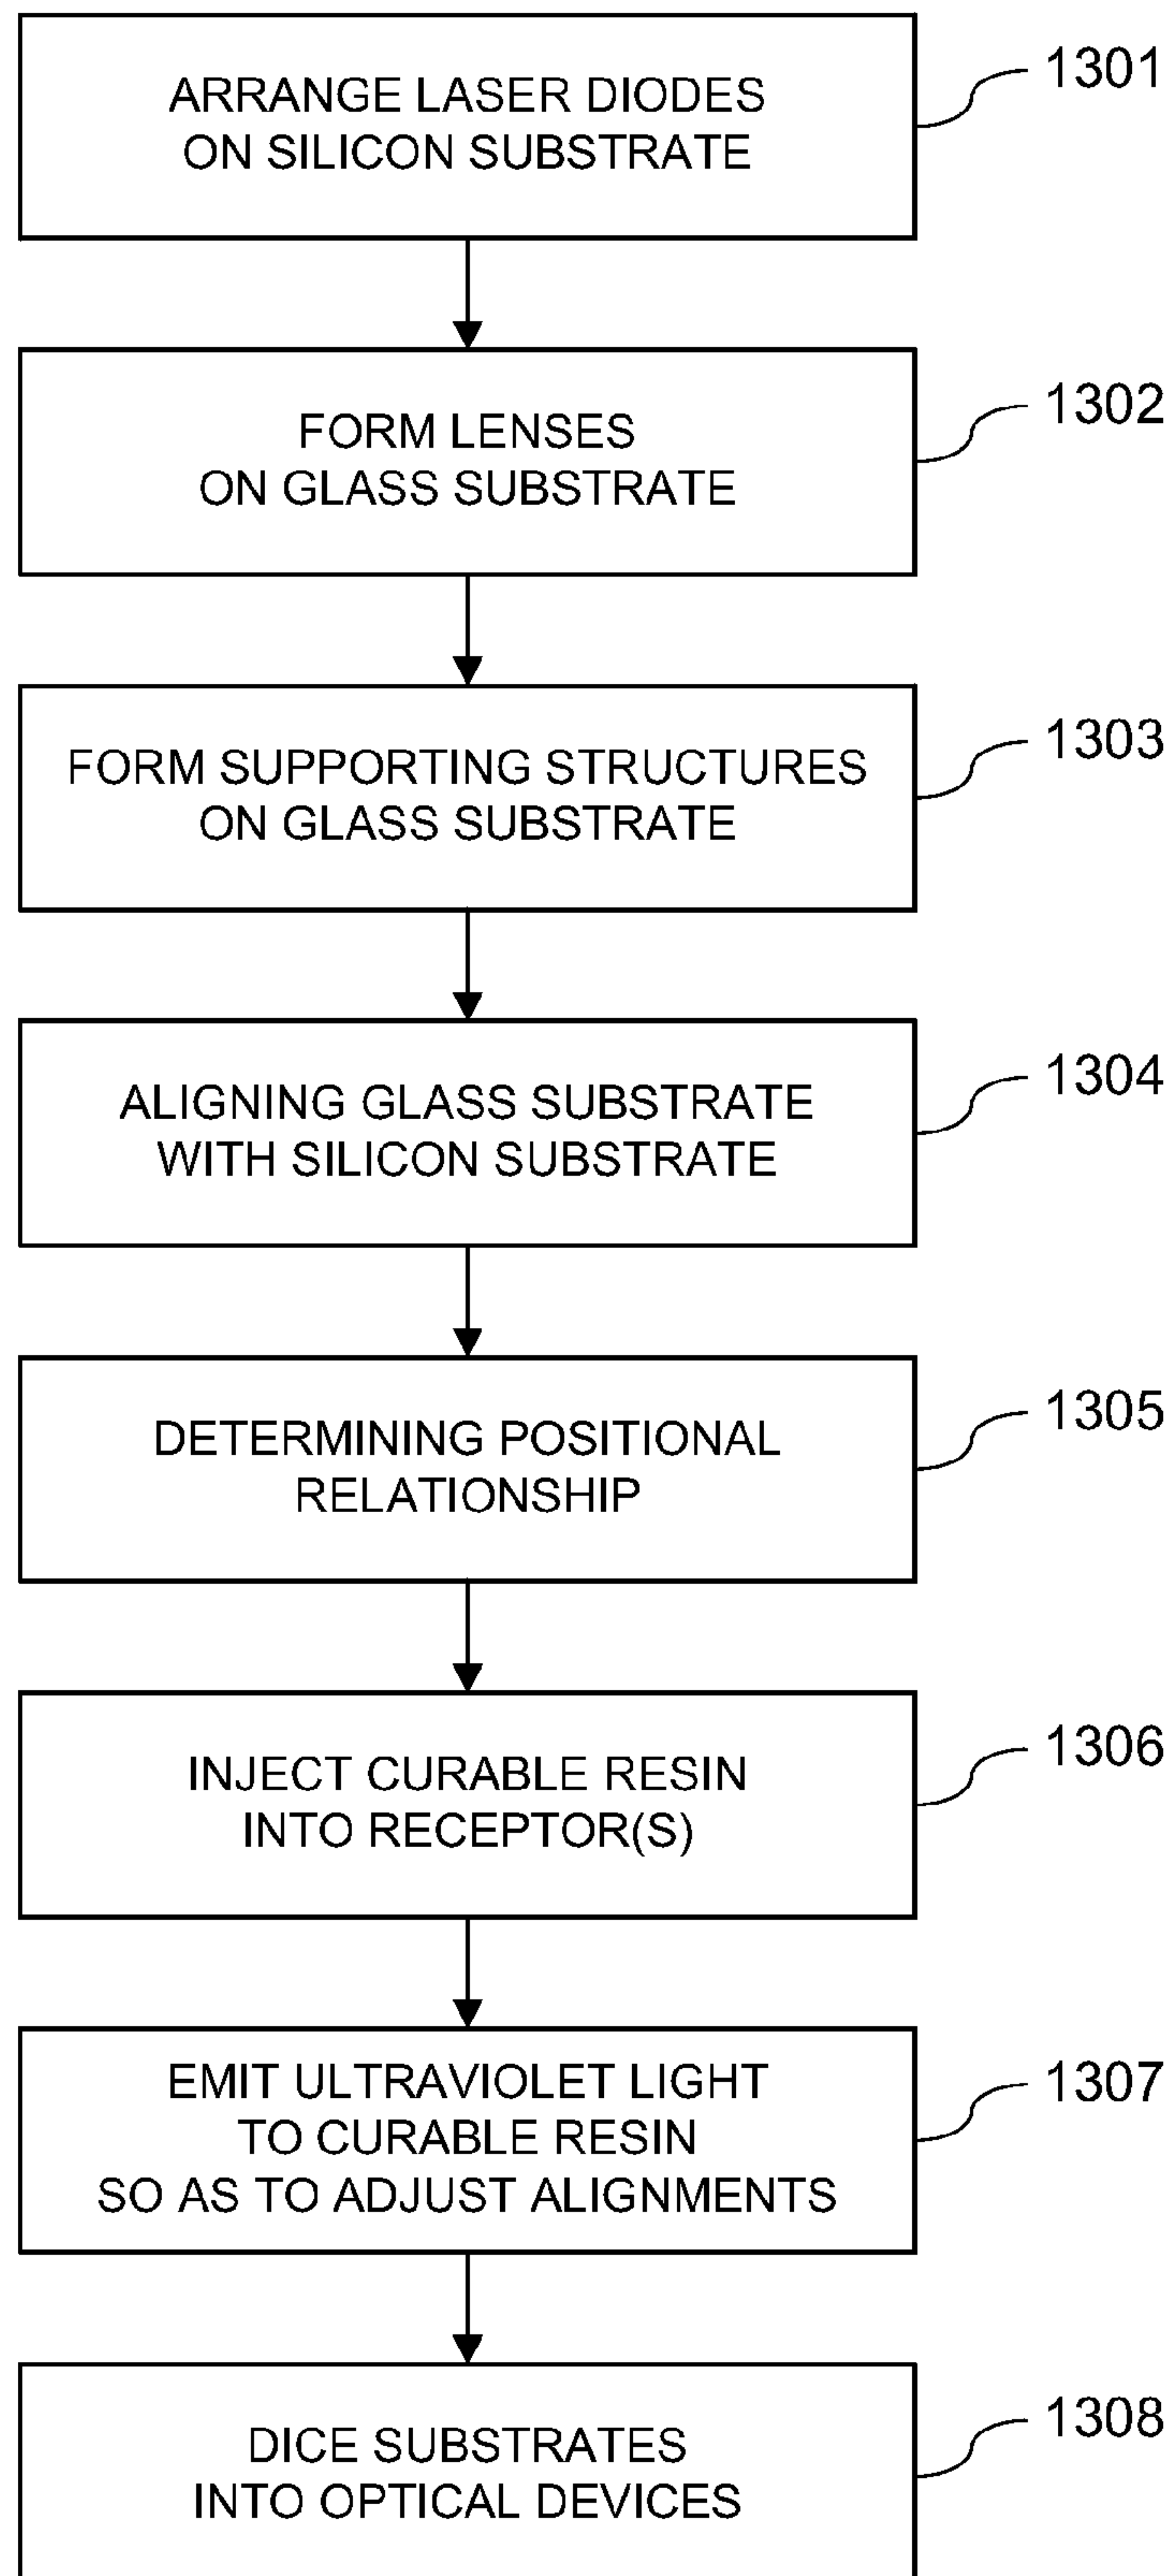 ARRANGE LASER DIODES
ON SILICON SUBSTRATE
1301
FORM LENSES
ON GLASS SUBSTRATE
1302
FORM SUPPORTING STRUCTURES
ON GLASS SUBSTRATE
1303
ALIGNING GLASS SUBSTRATE
WITH SILICON SUBSTRATE
1304
DETERMINING POSITIONAL
RELATIONSHIP
1305
INJECT CURABLE RESIN
INTO RECEPTOR(S)
1306
EMIT ULTRAVIOLET LIGHT
TO CURABLE RESIN
SO AS TO ADJUST ALIGNMENTS
1307
DICE SUBSTRATES
INTO OPTICAL DEVICES
1308